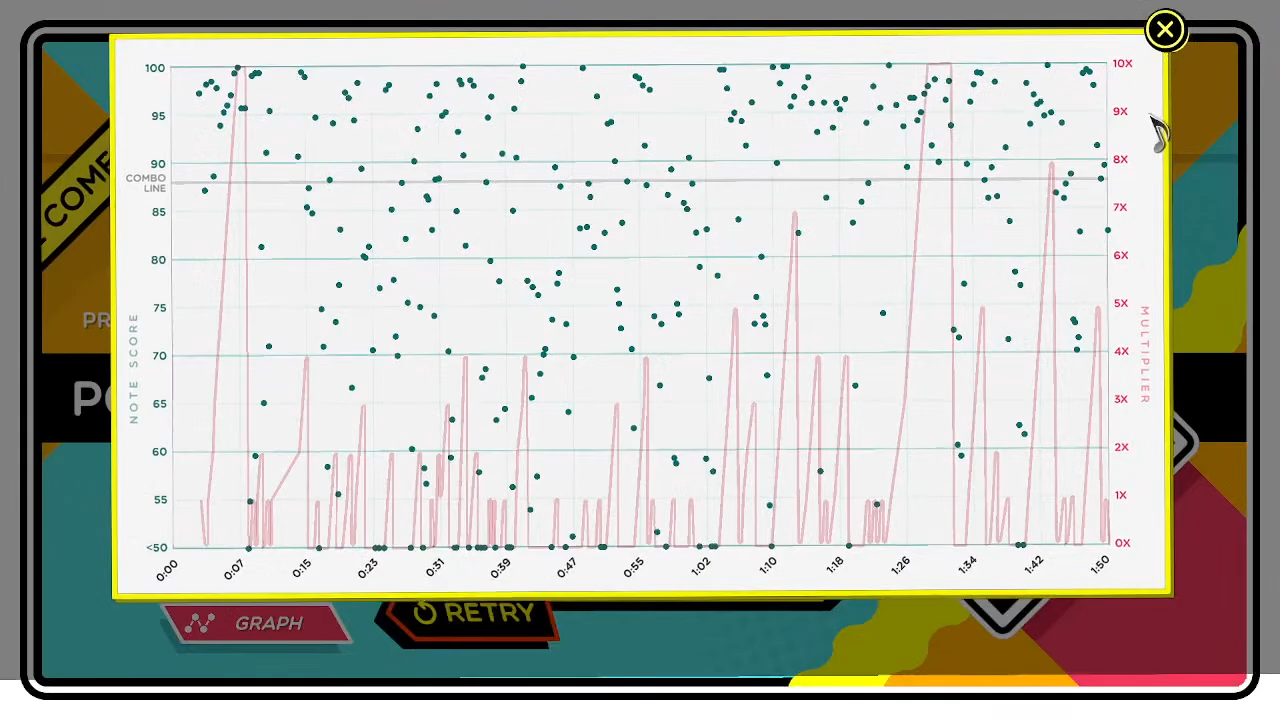 100
95
90
COMBO
LINE
85
80
75
70
65
60
55
<50
NOTE SCORE
10X
9X
8X
7X
6X
5X
4X
3X
2X
1X
0X
MULTIPLIER
0:00
0:07
0:15
0:23
0:31
0:39
0:47
0:55
1:02
1:10
1:18
1:26
1:34
1:42
1:50
COME
PR
PO
GRAPH
RETRY